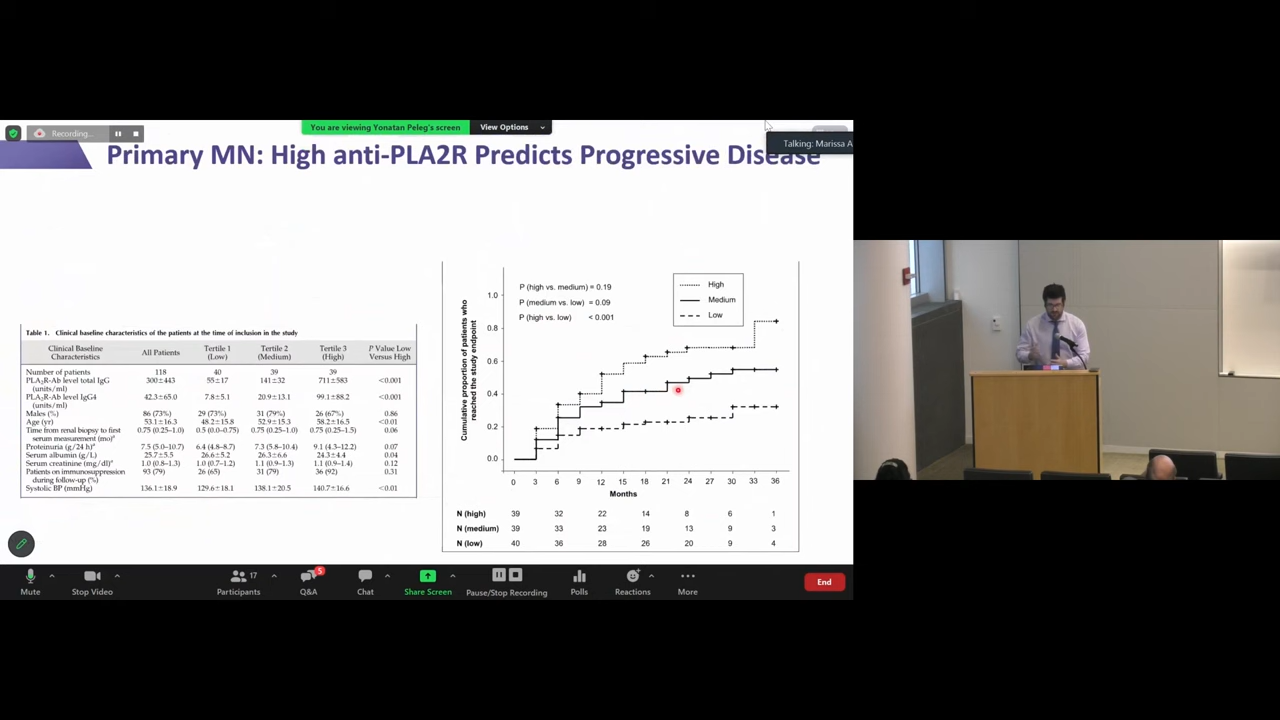 Recording...
You are viewing Yonatan Peleg's screen
View Options
Talking: Marissa A
Primary MN: High anti-PLA2R Predicts Progressive Disease
Table 1. Clinical baseline characteristics of the patients at the time of inclusion in the study
Clinical Baseline Characteristics All Patients Tertile 1 (Low) Tertile 2 (Medium) Tertile 3 (High) P Value Low Versus High
Number of patients 118 40 39 39
PLA2R-Ab level total IgG (units/ml) 300±443 55±17 141±32 711±583 <0.001
PLA2R-Ab level IgG4 (units/ml) 42.3±65.0 7.8±5.1 20.9±13.1 99.1±88.2 <0.001
Males (%) 86 (73%) 29 (73%) 31 (79%) 26 (67%) 0.86
Age (yr) 53.1±16.3 48.2±15.8 52.9±15.3 58.2±16.5 <0.01
Time from renal biopsy to first serum measurement (mo)a 0.75 (0.25–1.0) 0.5 (0.0–0.75) 0.75 (0.25–1.0) 0.75 (0.25–1.5) 0.06
Proteinuria (g/24 h)a 7.5 (5.0–10.7) 6.4 (4.8–8.7) 7.3 (5.8–10.4) 9.1 (4.3–12.2) 0.07
Serum albumin (g/L) 25.7±5.5 26.6±5.2 26.3±6.6 24.3±4.4 0.04
Serum creatinine (mg/dl)a 1.0 (0.8–1.3) 1.0 (0.7–1.2) 1.1 (0.9–1.3) 1.1 (0.9–1.4) 0.12
Patients on immunosuppression during follow-up (%) 93 (79) 26 (65) 31 (79) 36 (92) 0.31
Systolic BP (mmHg) 136.1±18.9 129.6±18.1 138.1±20.5 140.7±16.6 <0.01
Cumulative proportion of patients who reached the study endpoint
1.0
0.8
0.6
0.4
0.2
0.0
P (high vs. medium) = 0.19
P (medium vs. low) = 0.09
P (high vs. low) < 0.001
High
Medium
Low
0 3 6 9 12 15 18 21 24 27 30 33 36
Months
N (high) 39 32 22 14 8 6 1
N (medium) 39 33 23 19 13 9 3
N (low) 40 36 28 26 20 9 4
Mute
Stop Video
Participants 17
Q&A 5
Chat
Share Screen
Pause/Stop Recording
Polls
Reactions
More
End